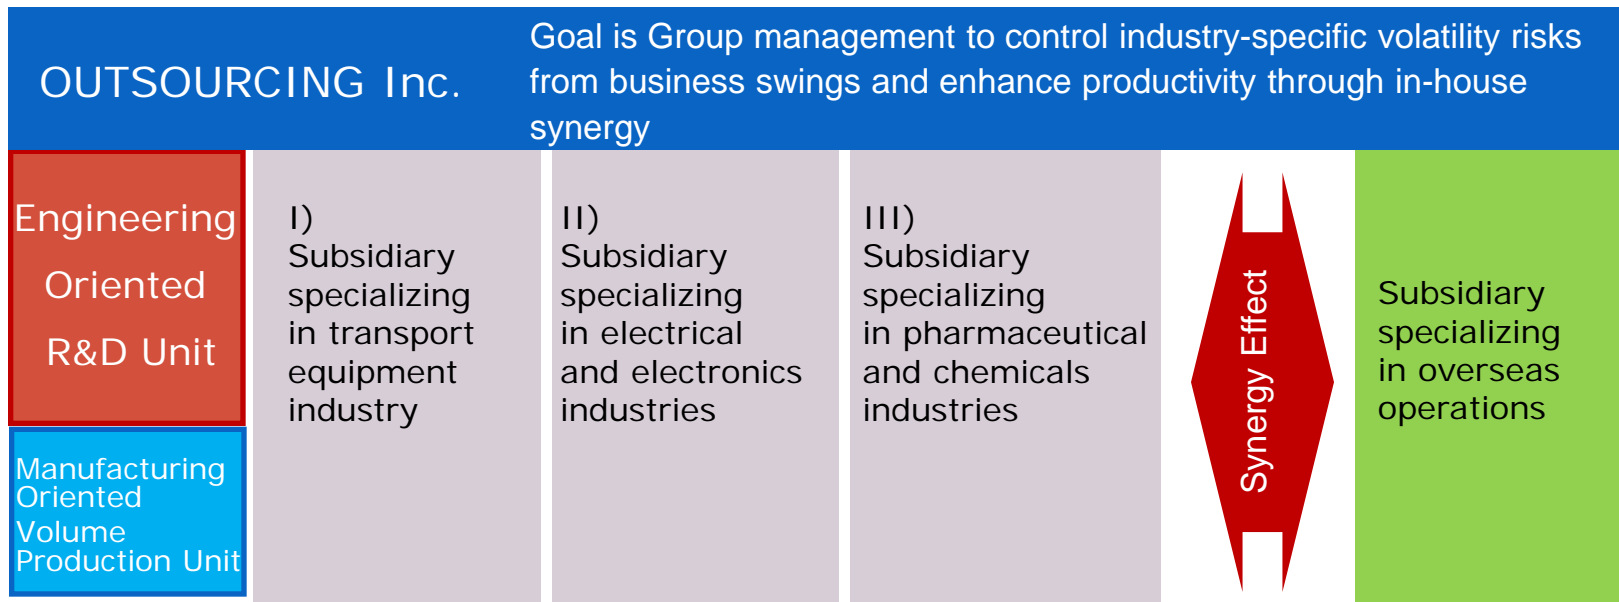 OUTSOURCING Inc.
Goal is Group management to control industry-specific volatility risks
from business swings and enhance productivity through in-house
synergy
Engineering
Oriented
R&D Unit
Manufacturing
Oriented
Volume
Production Unit
I)
Subsidiary
specializing
in transport
equipment
industry
II)
Subsidiary
specializing
in electrical
and electronics
industries
III)
Subsidiary
specializing
in pharmaceutical
and chemicals
industries
Synergy Effect
Subsidiary
specializing
in overseas
operations